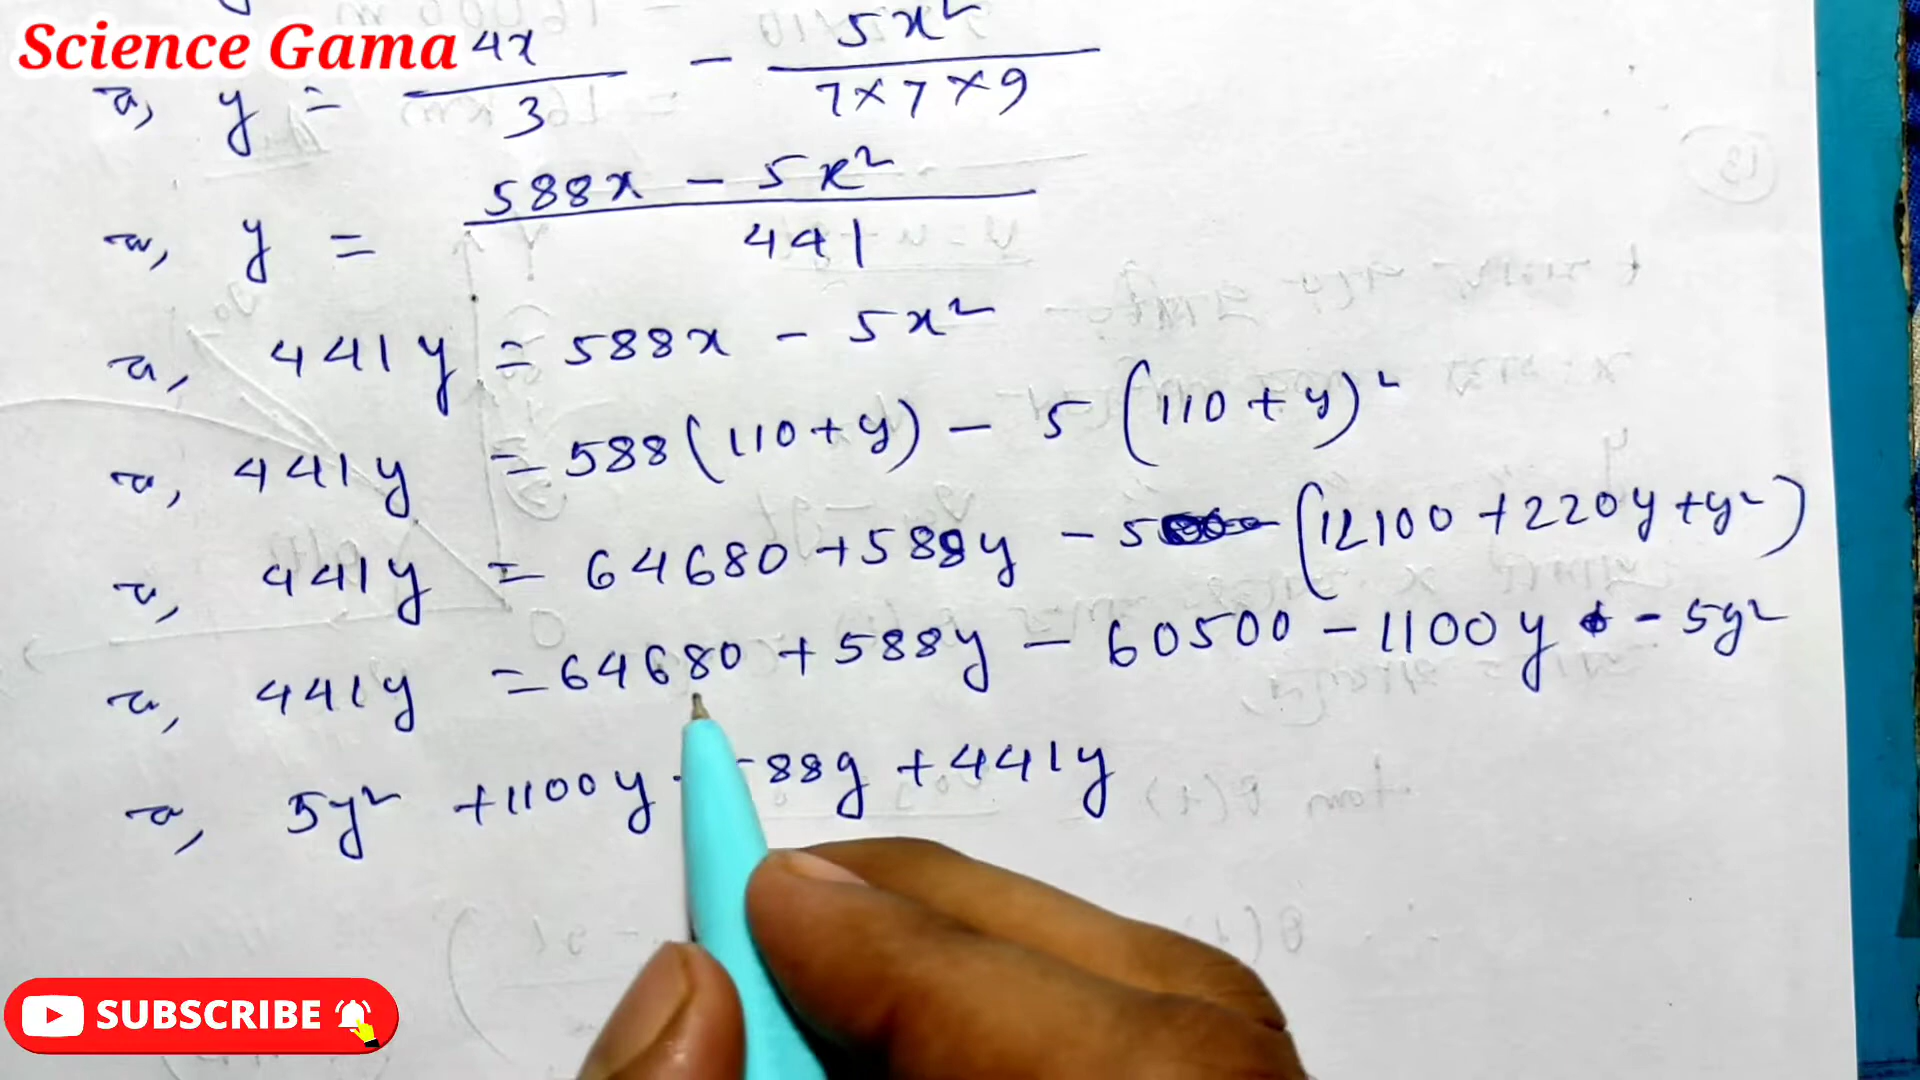 Science Gama
a, y = 4x/3 - 5x²/7×7×9
a, y = 588x - 5x²/441
a, 441y = 588x - 5x²
a, 441y = 588(110+y) - 5(110+y)²
a, 441y = 64680+588y - 5(12100+220y+y²)
a, 441y = 64680+588y - 60500 - 1100y - 5y²
a, 5y² +1100y 88y +441y
SUBSCRIBE